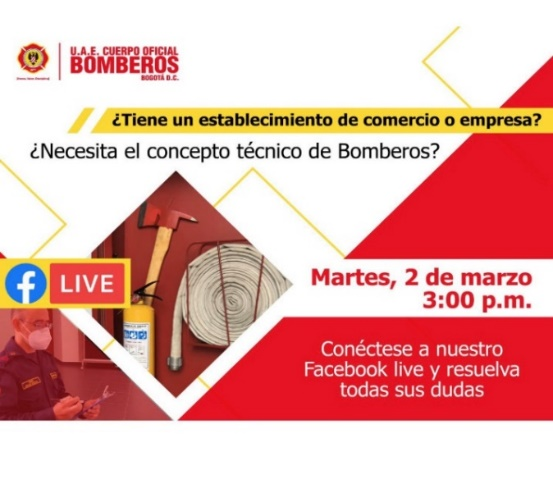 U.A.E. CUERPO OFICIAL
BOMBEROS
BOGOTÁ D.C.
¿Tiene un establecimiento de comercio o empresa?
¿Necesita el concepto técnico de Bomberos?
f LIVE
Martes, 2 de marzo
3:00 p.m.
Conéctese a nuestro
Facebook live y resuelva
todas sus dudas